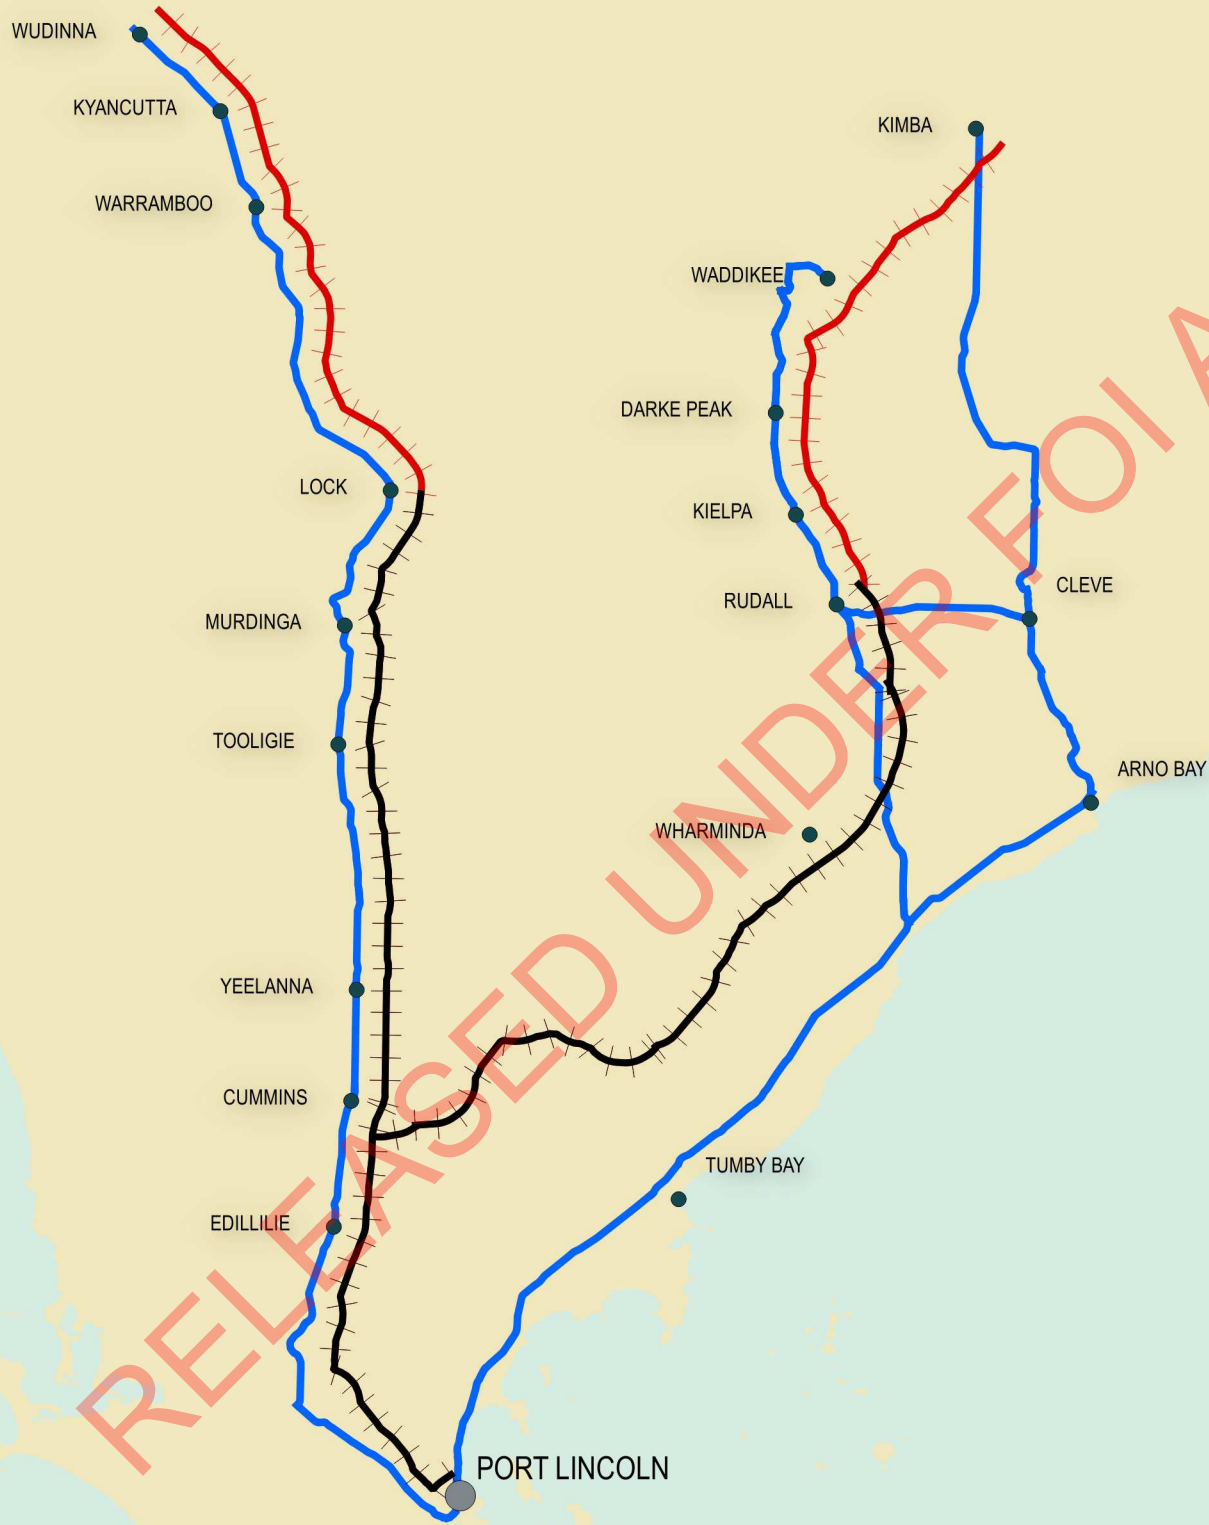 WUDINNA
KYANCUTTA
KIMBA
WARRAMBOO
WADDIKEE
DARKE PEAK
LOCK
KIELPA
CLEVE
RUDALL
MURDINGA
TOOLIGIE
ARNO BAY
WHARMINDA
YEELANNA
CUMMINS
TUMBY BAY
EDILLILIE
PORT LINCOLN
RELEASED UNDER FOI A